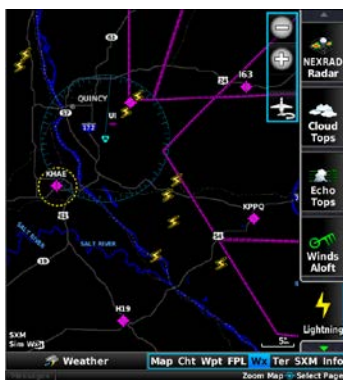 63
I63
24
NEXRAD
Radar
QUINCY
57
UI
172
Cloud
Tops
KHAE
Echo
Tops
KPPQ
54
SALT RIVER
SALT RIVER
19
Winds
Aloft
H19
SXM
Sim Wx
5
Lightning
Weather
Map Cht Wpt FPL Wx Ter SXM Info
Zoom Map Select Page